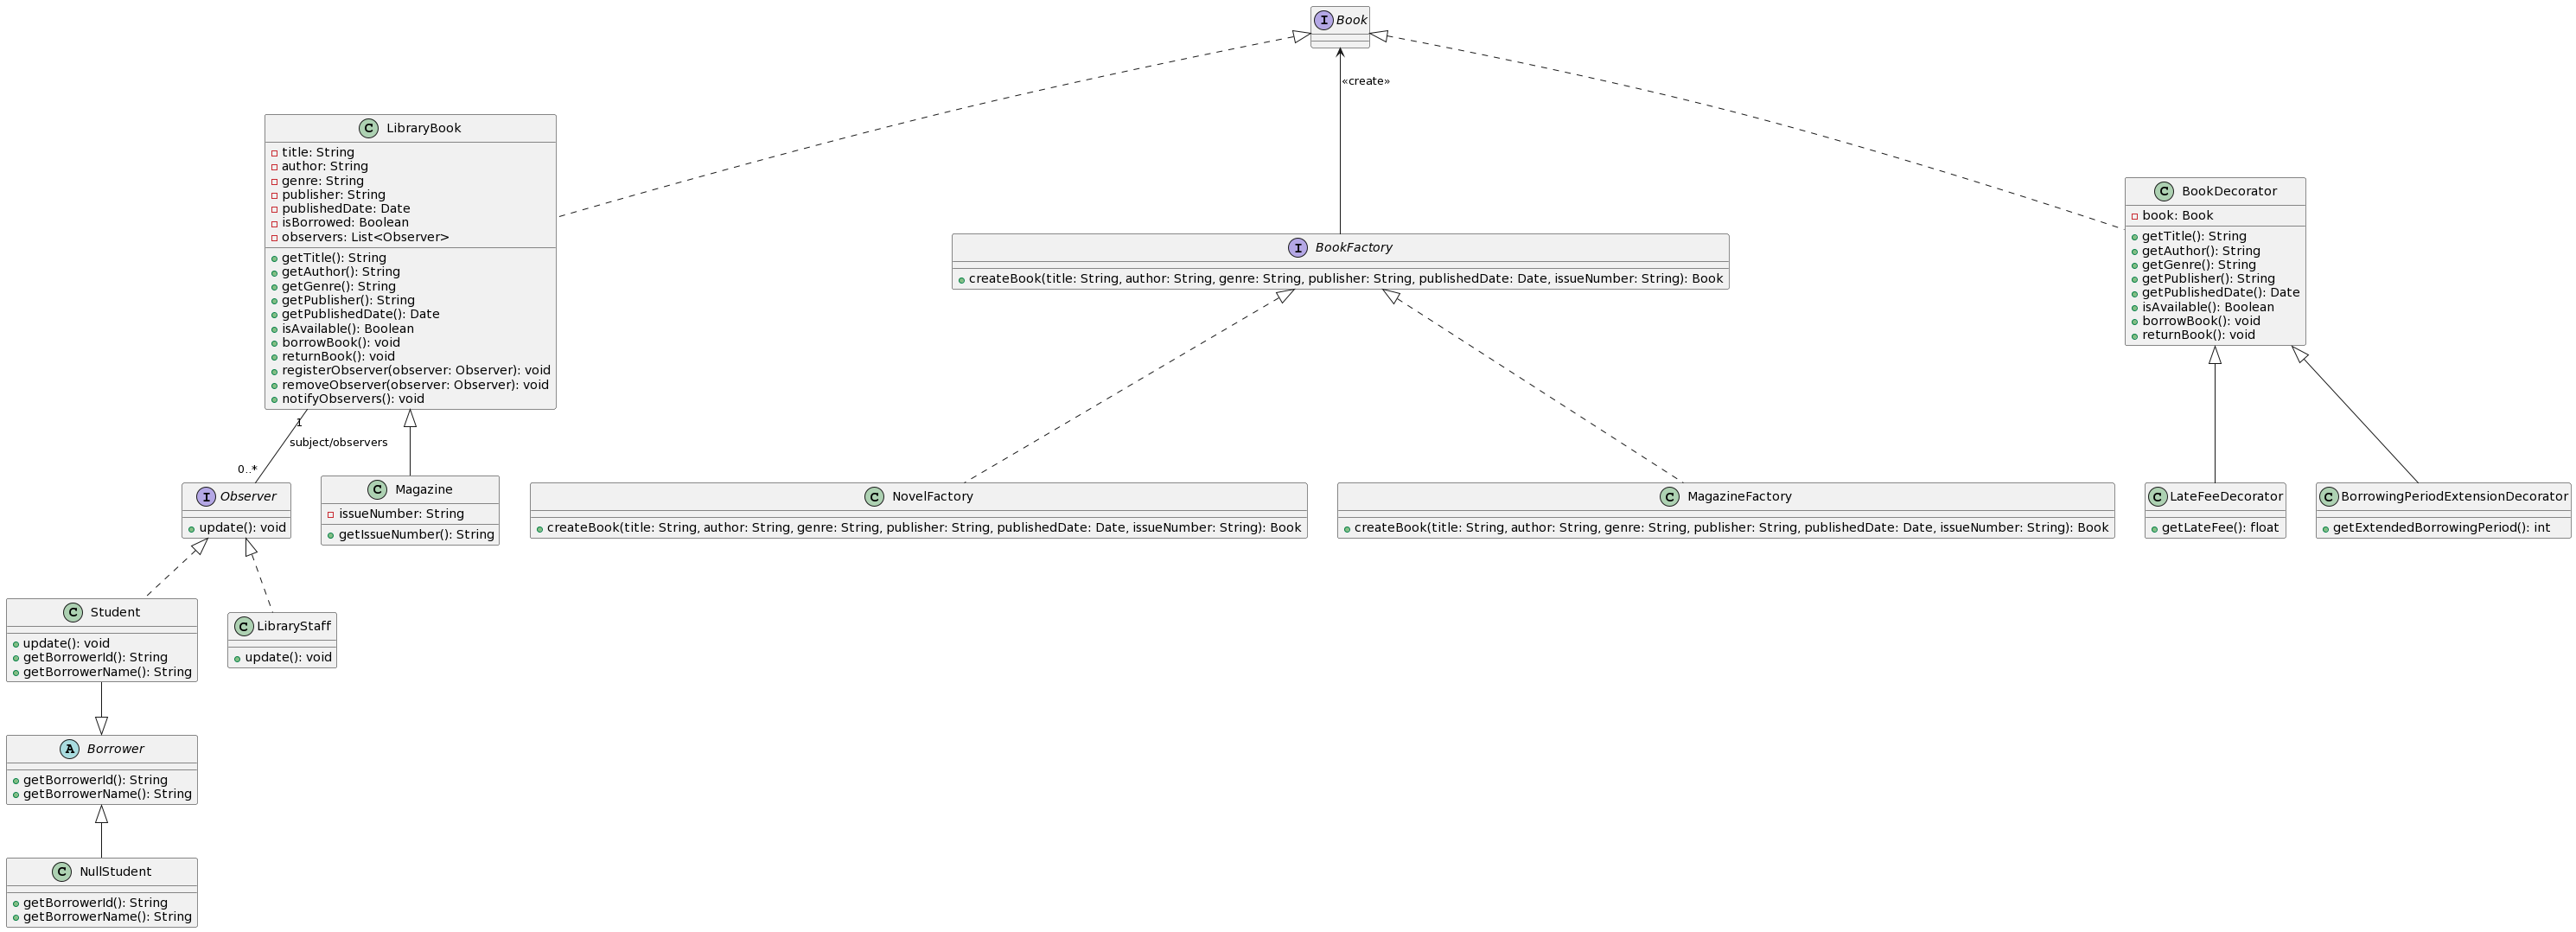 Book
«create»
LibraryBook
title: String
author: String
genre: String
publisher: String
publishedDate: Date
isBorrowed: Boolean
observers: List<Observer>
getTitle(): String
getAuthor(): String
getGenre(): String
getPublisher(): String
getPublishedDate(): Date
isAvailable(): Boolean
borrowBook(): void
returnBook(): void
registerObserver(observer: Observer): void
removeObserver(observer: Observer): void
notifyObservers(): void
BookFactory
createBook(title: String, author: String, genre: String, publisher: String, publishedDate: Date, issueNumber: String): Book
BookDecorator
book: Book
getTitle(): String
getAuthor(): String
getGenre(): String
getPublisher(): String
getPublishedDate(): Date
isAvailable(): Boolean
borrowBook(): void
returnBook(): void
1
subject/observers
0..*
Observer
update(): void
Magazine
issueNumber: String
getIssueNumber(): String
NovelFactory
createBook(title: String, author: String, genre: String, publisher: String, publishedDate: Date, issueNumber: String): Book
MagazineFactory
createBook(title: String, author: String, genre: String, publisher: String, publishedDate: Date, issueNumber: String): Book
LateFeeDecorator
getLateFee(): float
BorrowingPeriodExtensionDecorator
getExtendedBorrowingPeriod(): int
Student
update(): void
getBorrowerId(): String
getBorrowerName(): String
LibraryStaff
update(): void
Borrower
getBorrowerId(): String
getBorrowerName(): String
NullStudent
getBorrowerId(): String
getBorrowerName(): String